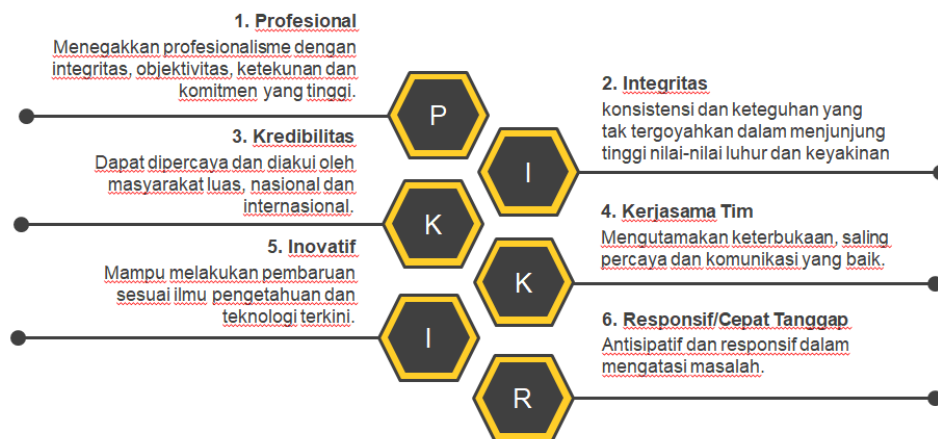 1. Profesional
Menegakkan profesionalisme dengan
integritas, objektivitas, ketekunan dan
komitmen yang tinggi.
P
2. Integritas
konsistensi dan keteguhan yang
tak tergoyahkan dalam menjunjung
tinggi nilai-nilai luhur dan keyakinan
I
3. Kredibilitas
Dapat dipercaya dan diakui oleh
masyarakat luas, nasional dan
internasional.
K
4. Kerjasama Tim
Mengutamakan keterbukaan, saling
percaya dan komunikasi yang baik.
K
5. Inovatif
Mampu melakukan pembaruan
sesuai ilmu pengetahuan dan
teknologi terkini.
I
6. Responsif/Cepat Tanggap
Antisipatif dan responsif dalam
mengatasi masalah.
R